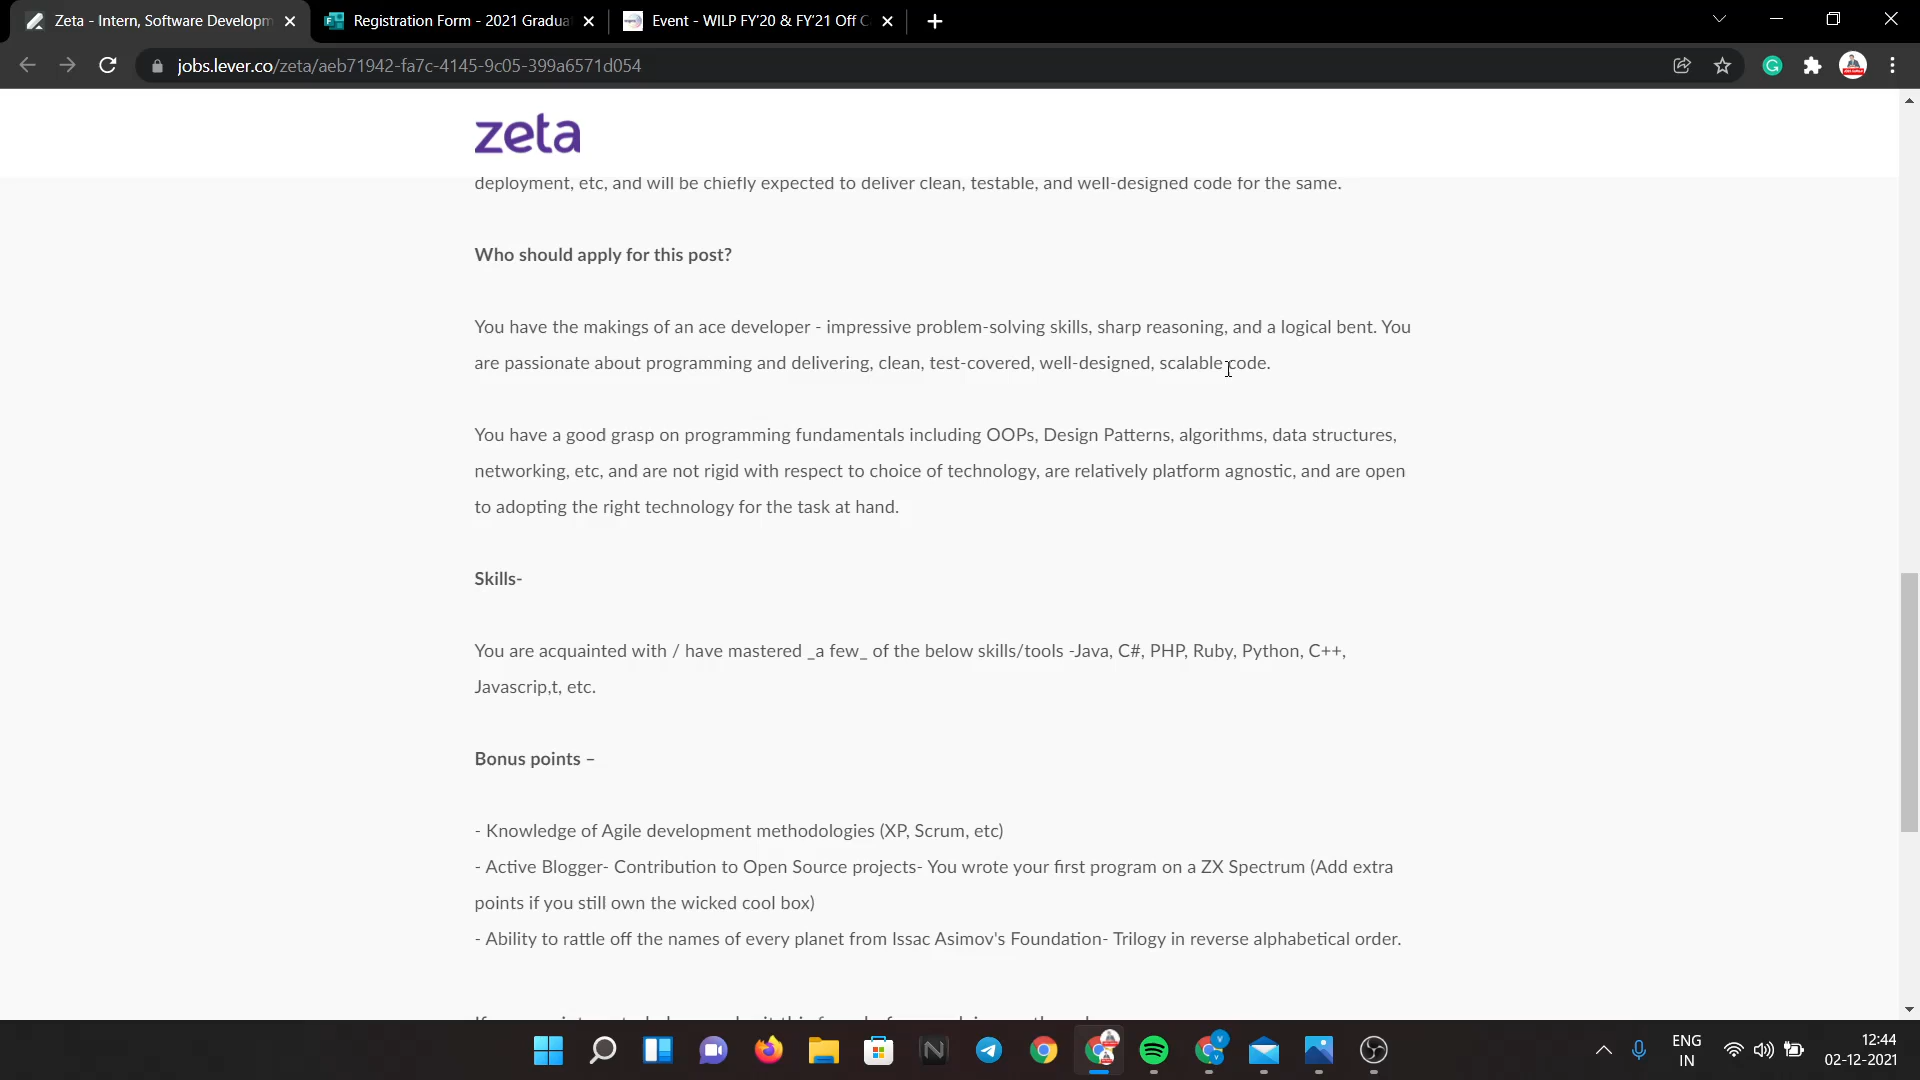 Zeta - Intern, Software Developm
Registration Form - 2021 Gradua
Event - WILP FY'20 & FY'21 Off C
jobs.lever.co/zeta/aeb71942-fa7c-4145-9c05-399a6571d054
zeta
deployment, etc, and will be chiefly expected to deliver clean, testable, and well-designed code for the same.
Who should apply for this post?
You have the makings of an ace developer - impressive problem-solving skills, sharp reasoning, and a logical bent. You
are passionate about programming and delivering, clean, test-covered, well-designed, scalable code.
You have a good grasp on programming fundamentals including OOPs, Design Patterns, algorithms, data structures,
networking, etc, and are not rigid with respect to choice of technology, are relatively platform agnostic, and are open
to adopting the right technology for the task at hand.
Skills-
You are acquainted with / have mastered _a few_ of the below skills/tools -Java, C#, PHP, Ruby, Python, C++,
Javascrip,t, etc.
Bonus points –
- Knowledge of Agile development methodologies (XP, Scrum, etc)
- Active Blogger- Contribution to Open Source projects- You wrote your first program on a ZX Spectrum (Add extra
points if you still own the wicked cool box)
- Ability to rattle off the names of every planet from Issac Asimov's Foundation- Trilogy in reverse alphabetical order.
ENG
IN
12:44
02-12-2021